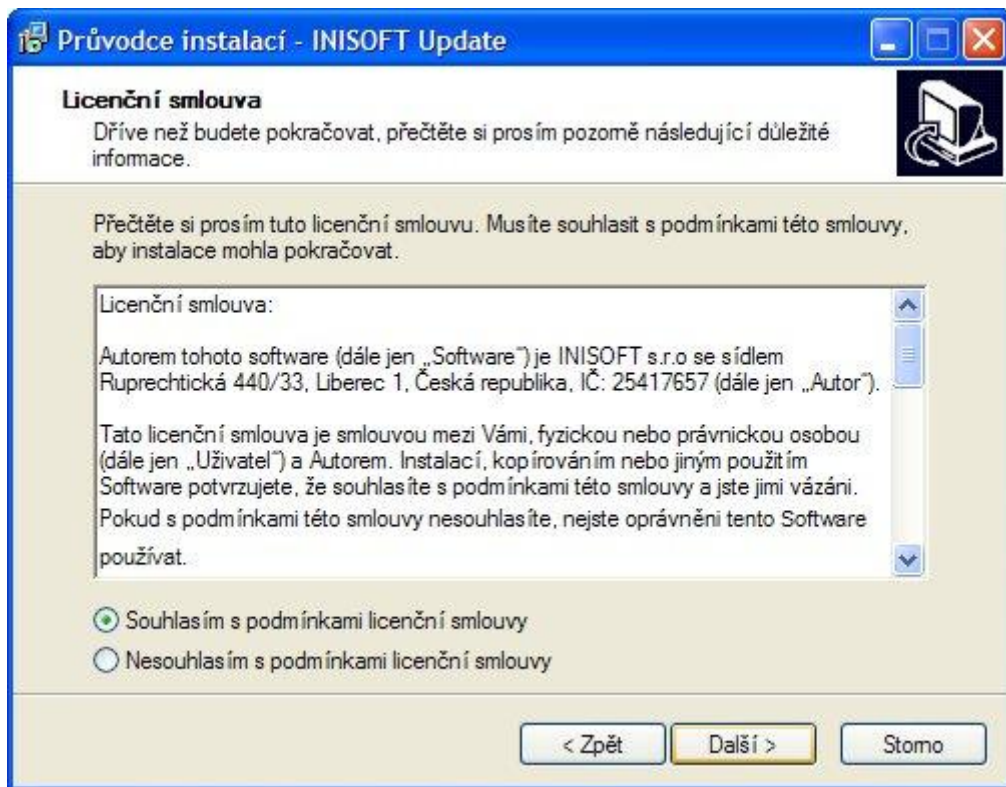 Průvodce instalací - INISOFT Update
Licenční smlouva
Dříve než budete pokračovat, přečtěte si prosím pozorně následující důležité
informace.
Přečtěte si prosím tuto licenční smlouvu. Musíte souhlasit s podmínkami této smlouvy,
aby instalace mohla pokračovat.
Licenční smlouva:
Autorem tohoto software (dále jen „Software") je INISOFT s.r.o se sídlem
Ruprechtická 440/33, Liberec 1, Česká republika, IČ: 25417657 (dále jen „Autor").
Tato licenční smlouva je smlouvou mezi Vámi, fyzickou nebo právnickou osobou
(dále jen „Uživatel") a Autorem. Instalací, kopírováním nebo jiným použitím
Software potvrzujete, že souhlasíte s podmínkami této smlouvy a jste jimi vázáni.
Pokud s podmínkami této smlouvy nesouhlasíte, nejste oprávněni tento Software
používat.
Souhlasím s podmínkami licenční smlouvy
Nesouhlasím s podmínkami licenční smlouvy
< Zpět Další > Storno